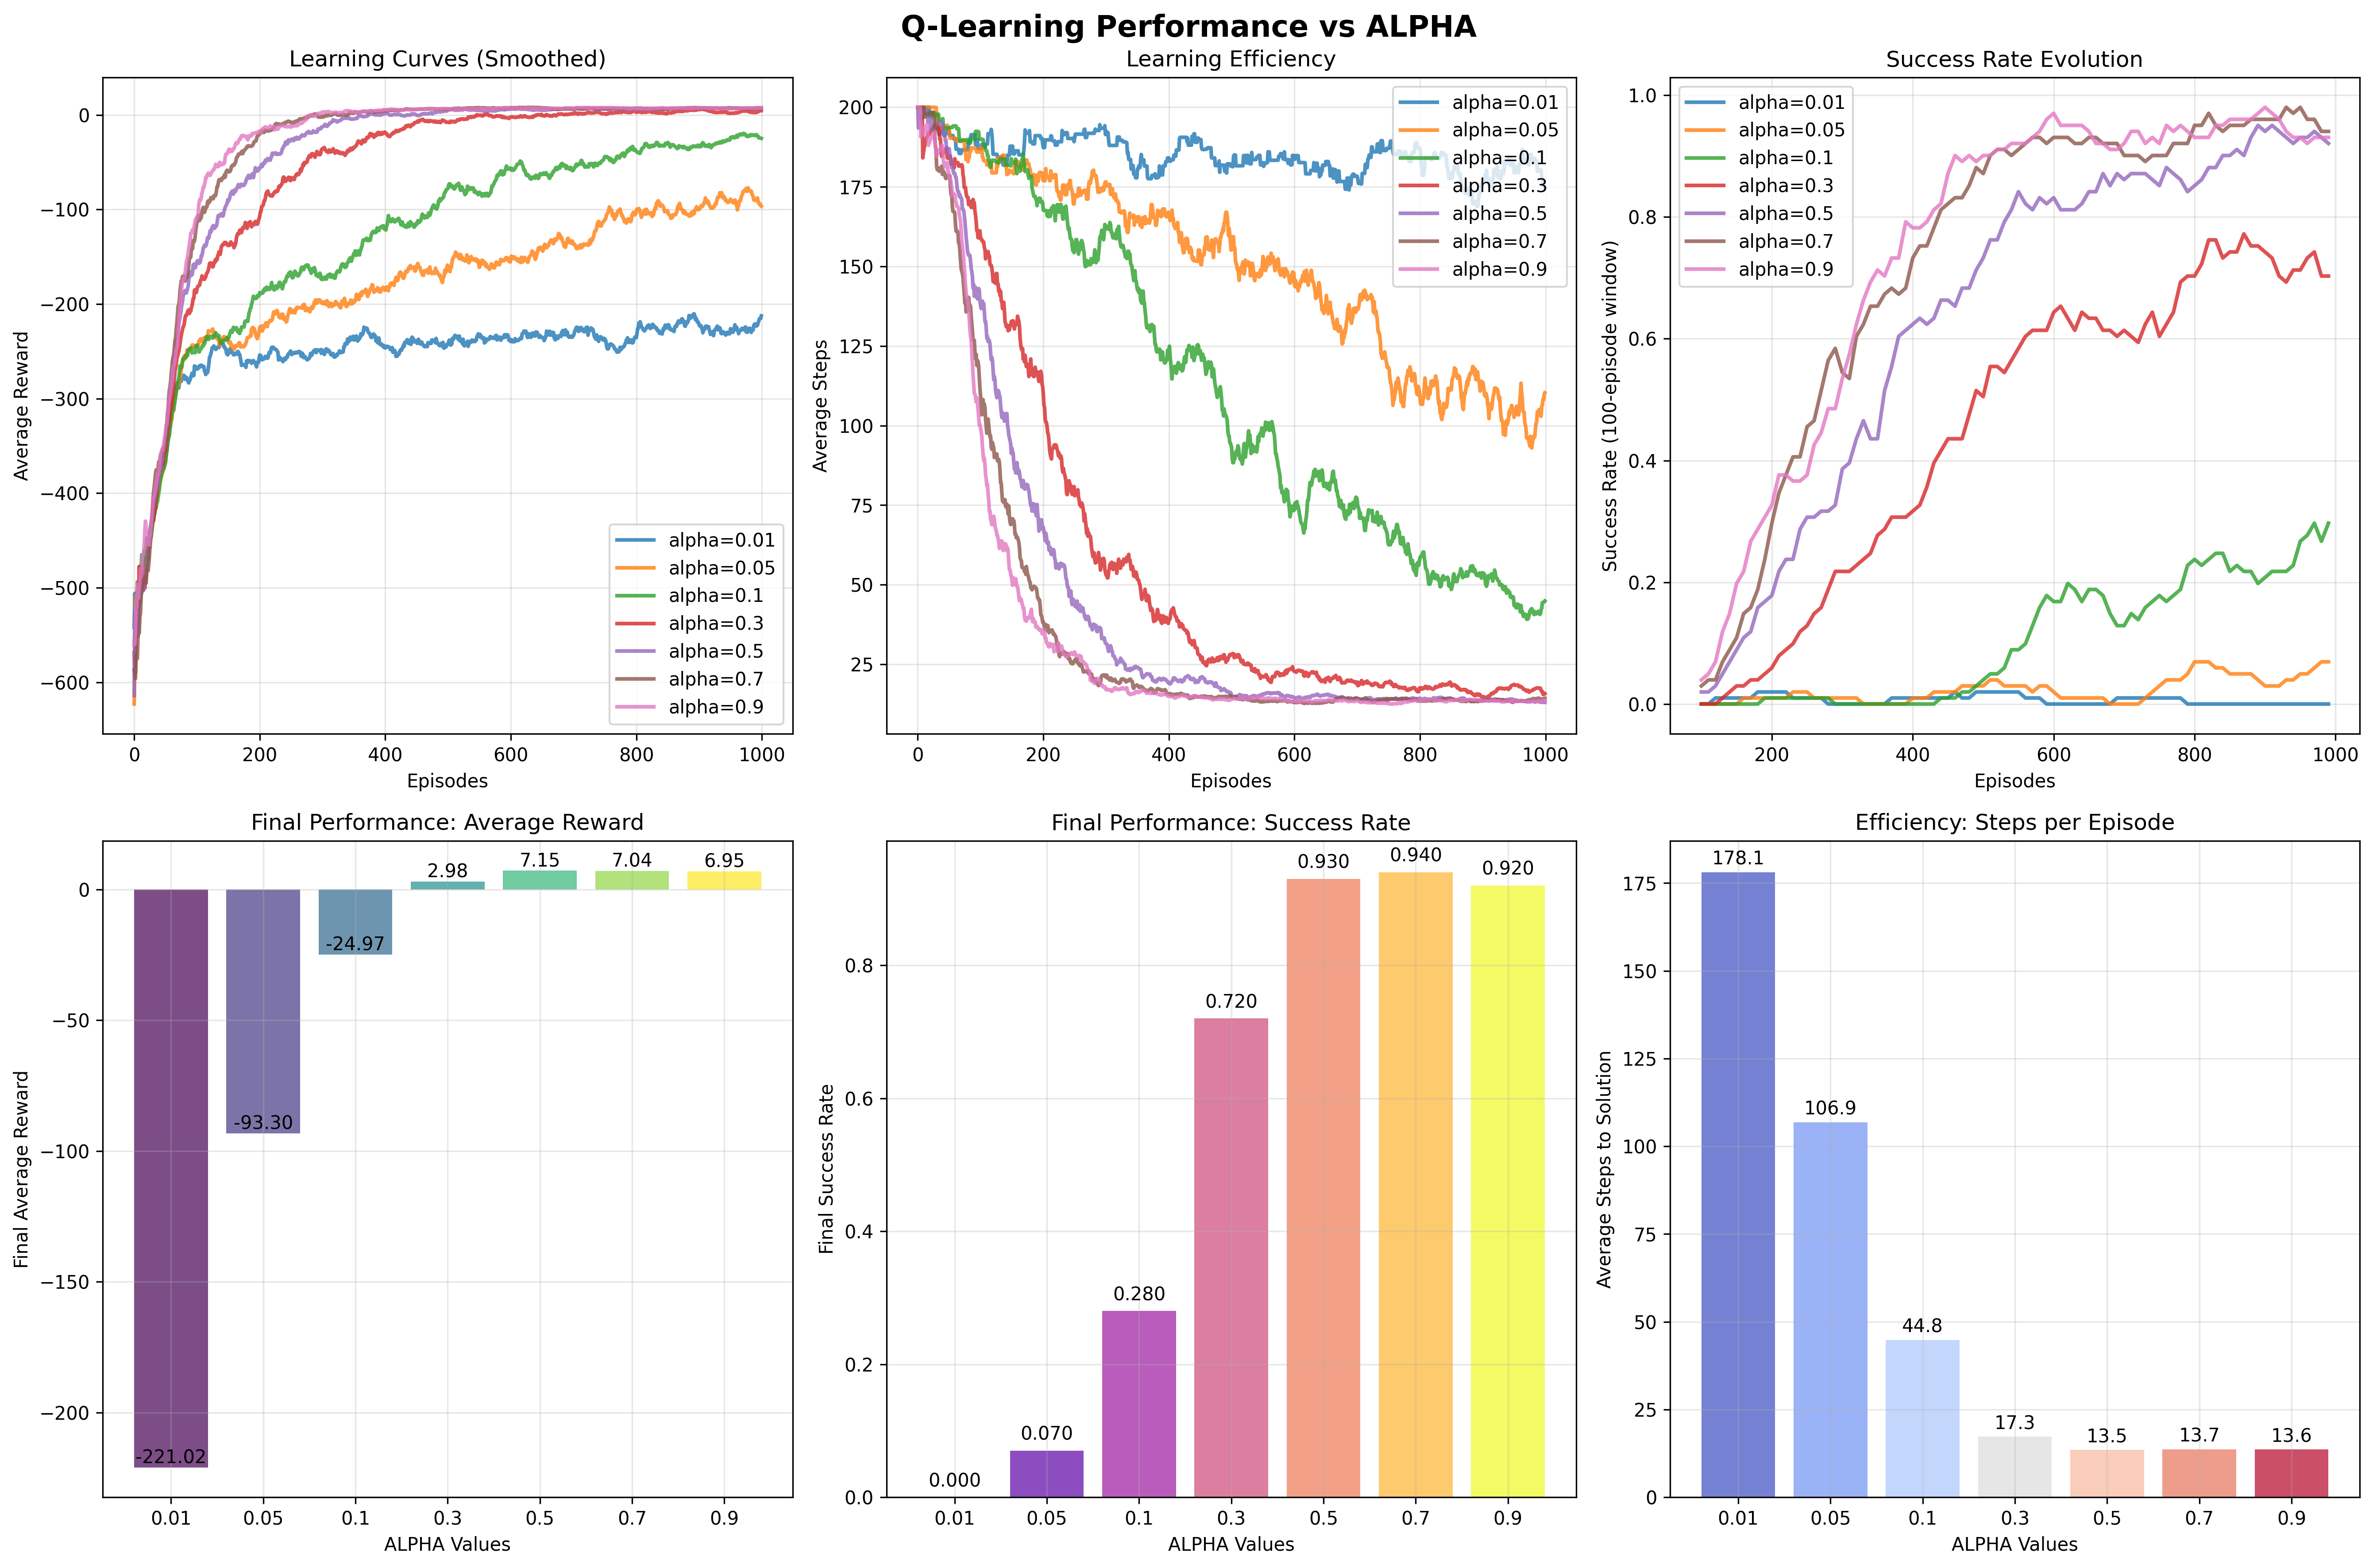 Q-Learning Performance vs ALPHA
Learning Curves (Smoothed)
Average Reward
0
−100
−200
−300
−400
−500
−600
0
200
400
600
800
1000
Episodes
alpha=0.01
alpha=0.05
alpha=0.1
alpha=0.3
alpha=0.5
alpha=0.7
alpha=0.9
Learning Efficiency
Average Steps
200
175
150
125
100
75
50
25
0
200
400
600
800
1000
Episodes
alpha=0.01
alpha=0.05
alpha=0.1
alpha=0.3
alpha=0.5
alpha=0.7
alpha=0.9
Success Rate Evolution
Success Rate (100-episode window)
1.0
0.8
0.6
0.4
0.2
0.0
200
400
600
800
1000
Episodes
alpha=0.01
alpha=0.05
alpha=0.1
alpha=0.3
alpha=0.5
alpha=0.7
alpha=0.9
Final Performance: Average Reward
Final Average Reward
0
−50
−100
−150
−200
-221.02
-93.30
-24.97
2.98
7.15
7.04
6.95
0.01
0.05
0.1
0.3
0.5
0.7
0.9
ALPHA Values
Final Performance: Success Rate
Final Success Rate
0.8
0.6
0.4
0.2
0.0
0.000
0.070
0.280
0.720
0.930
0.940
0.920
0.01
0.05
0.1
0.3
0.5
0.7
0.9
ALPHA Values
Efficiency: Steps per Episode
Average Steps to Solution
175
150
125
100
75
50
25
0
178.1
106.9
44.8
17.3
13.5
13.7
13.6
0.01
0.05
0.1
0.3
0.5
0.7
0.9
ALPHA Values